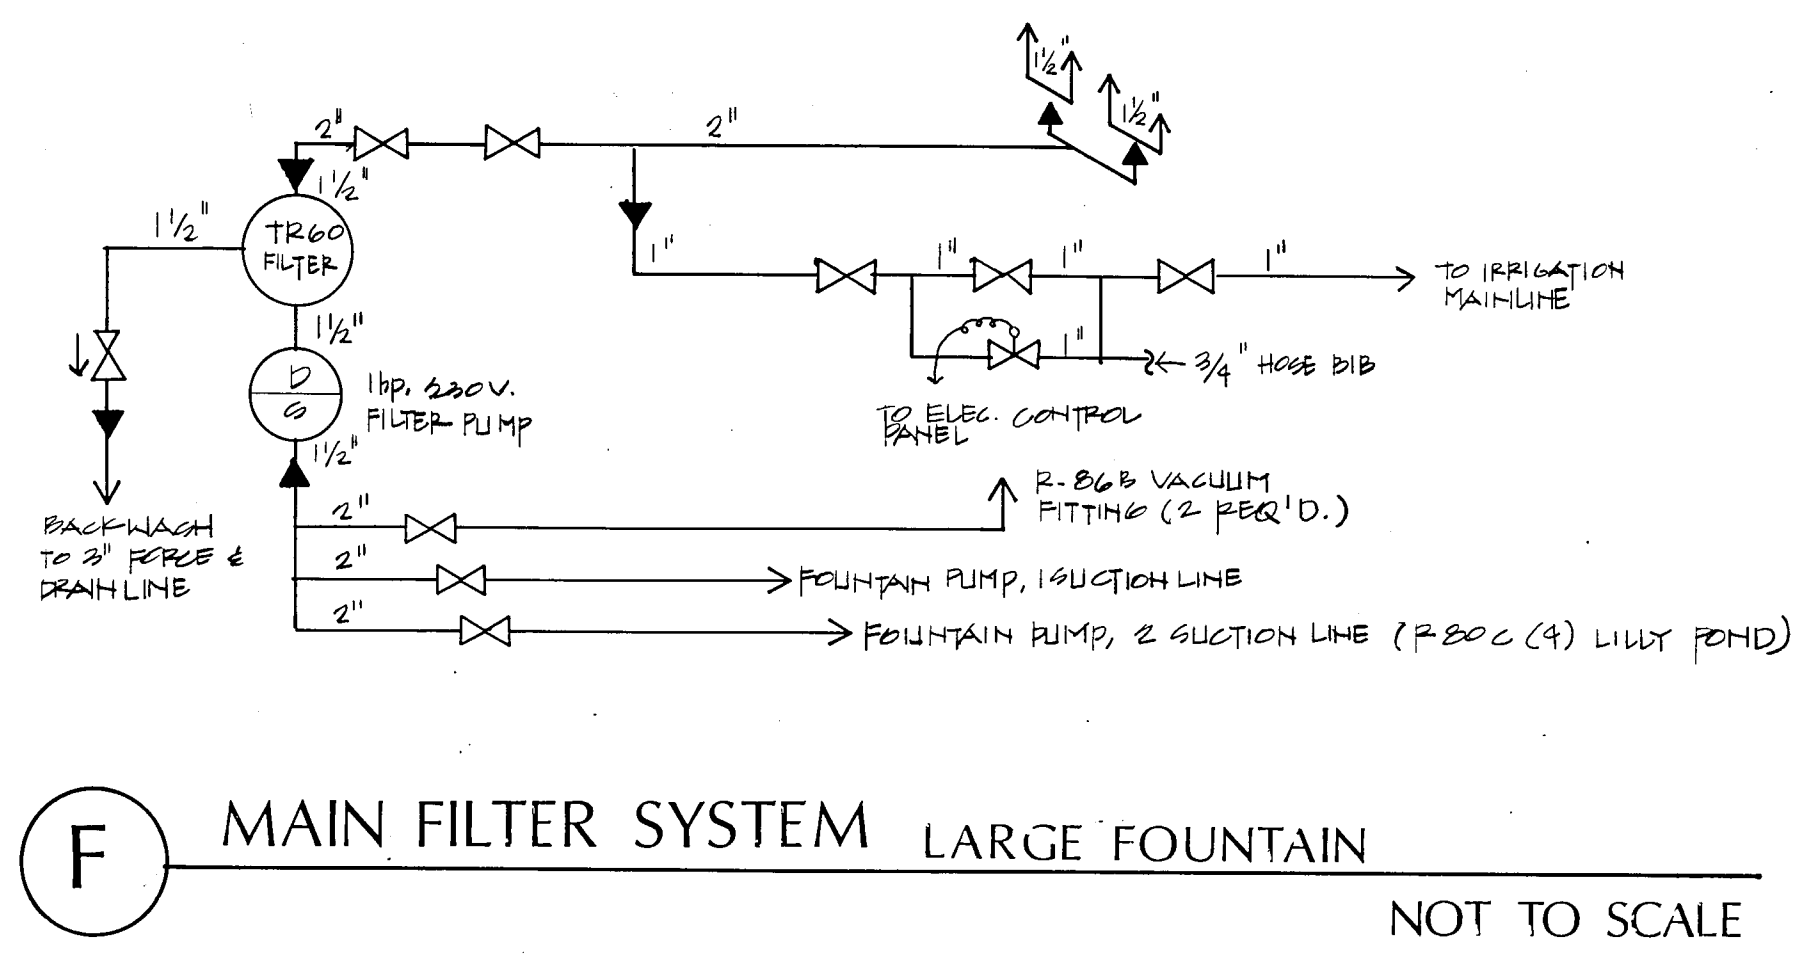 1½"
1½"
2"
2"
1½"
1½"
TR60
FILTER
1"
1"
1"
1"
TO IRRIGATION
MAINLINE
1½"
1"
3/4" HOSE BIB
D
S
1hp. 230V.
FILTER PUMP
TO ELEC. CONTROL
PANEL
1½"
R-86B VACUUM
FITTING (2 REQ'D.)
2"
BACKWASH
TO 3" FORCE &
DRAIN LINE
2"
FOUNTAIN PUMP, 1 SUCTION LINE
2"
FOUNTAIN PUMP, 2 SUCTION LINE (R80C (4) LILLY POND)
F
MAIN FILTER SYSTEM LARGE FOUNTAIN
NOT TO SCALE